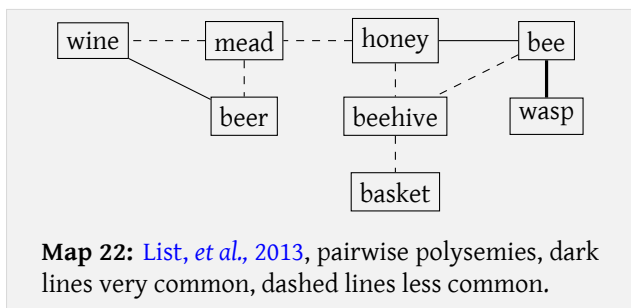 wine mead honey bee
beer beehive wasp
basket
Map 22: List, et al., 2013, pairwise polysemies, dark
lines very common, dashed lines less common.